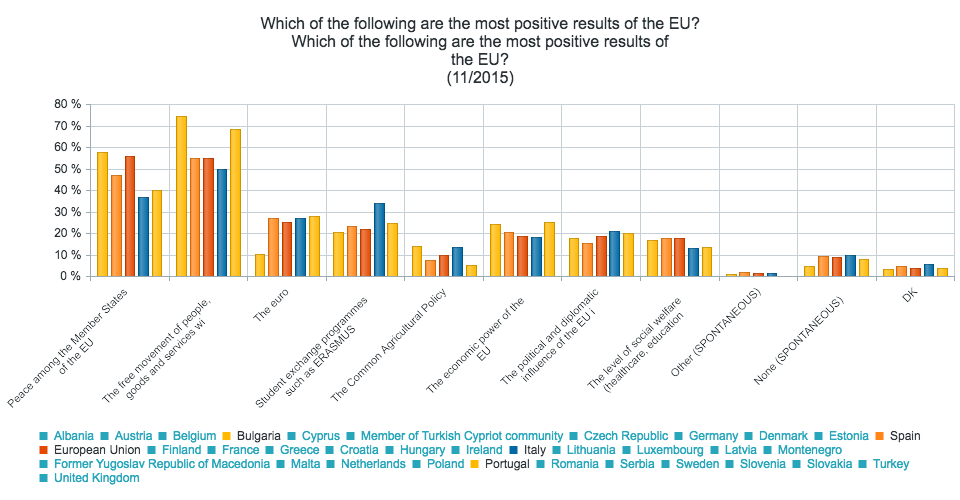 Which of the following are the most positive results of the EU?
Which of the following are the most positive results of
the EU?
(11/2015)
80 %
70 %
60 %
50 %
40 %
30 %
20 %
10 %
0 %
Peace among the Member States
of the EU
The free movement of people,
goods and services wi
The euro
Student exchange programmes
such as ERASMUS
The Common Agricultural Policy
The economic power of the
EU
The political and diplomatic
influence of the EU i
The level of social welfare
(healthcare, education
Other (SPONTANEOUS)
None (SPONTANEOUS)
DK
Albania Austria Belgium Bulgaria Cyprus Member of Turkish Cypriot community Czech Republic Germany Denmark Estonia Spain
European Union Finland France Greece Croatia Hungary Ireland Italy Lithuania Luxembourg Latvia Montenegro
Former Yugoslav Republic of Macedonia Malta Netherlands Poland Portugal Romania Serbia Sweden Slovenia Slovakia Turkey
United Kingdom